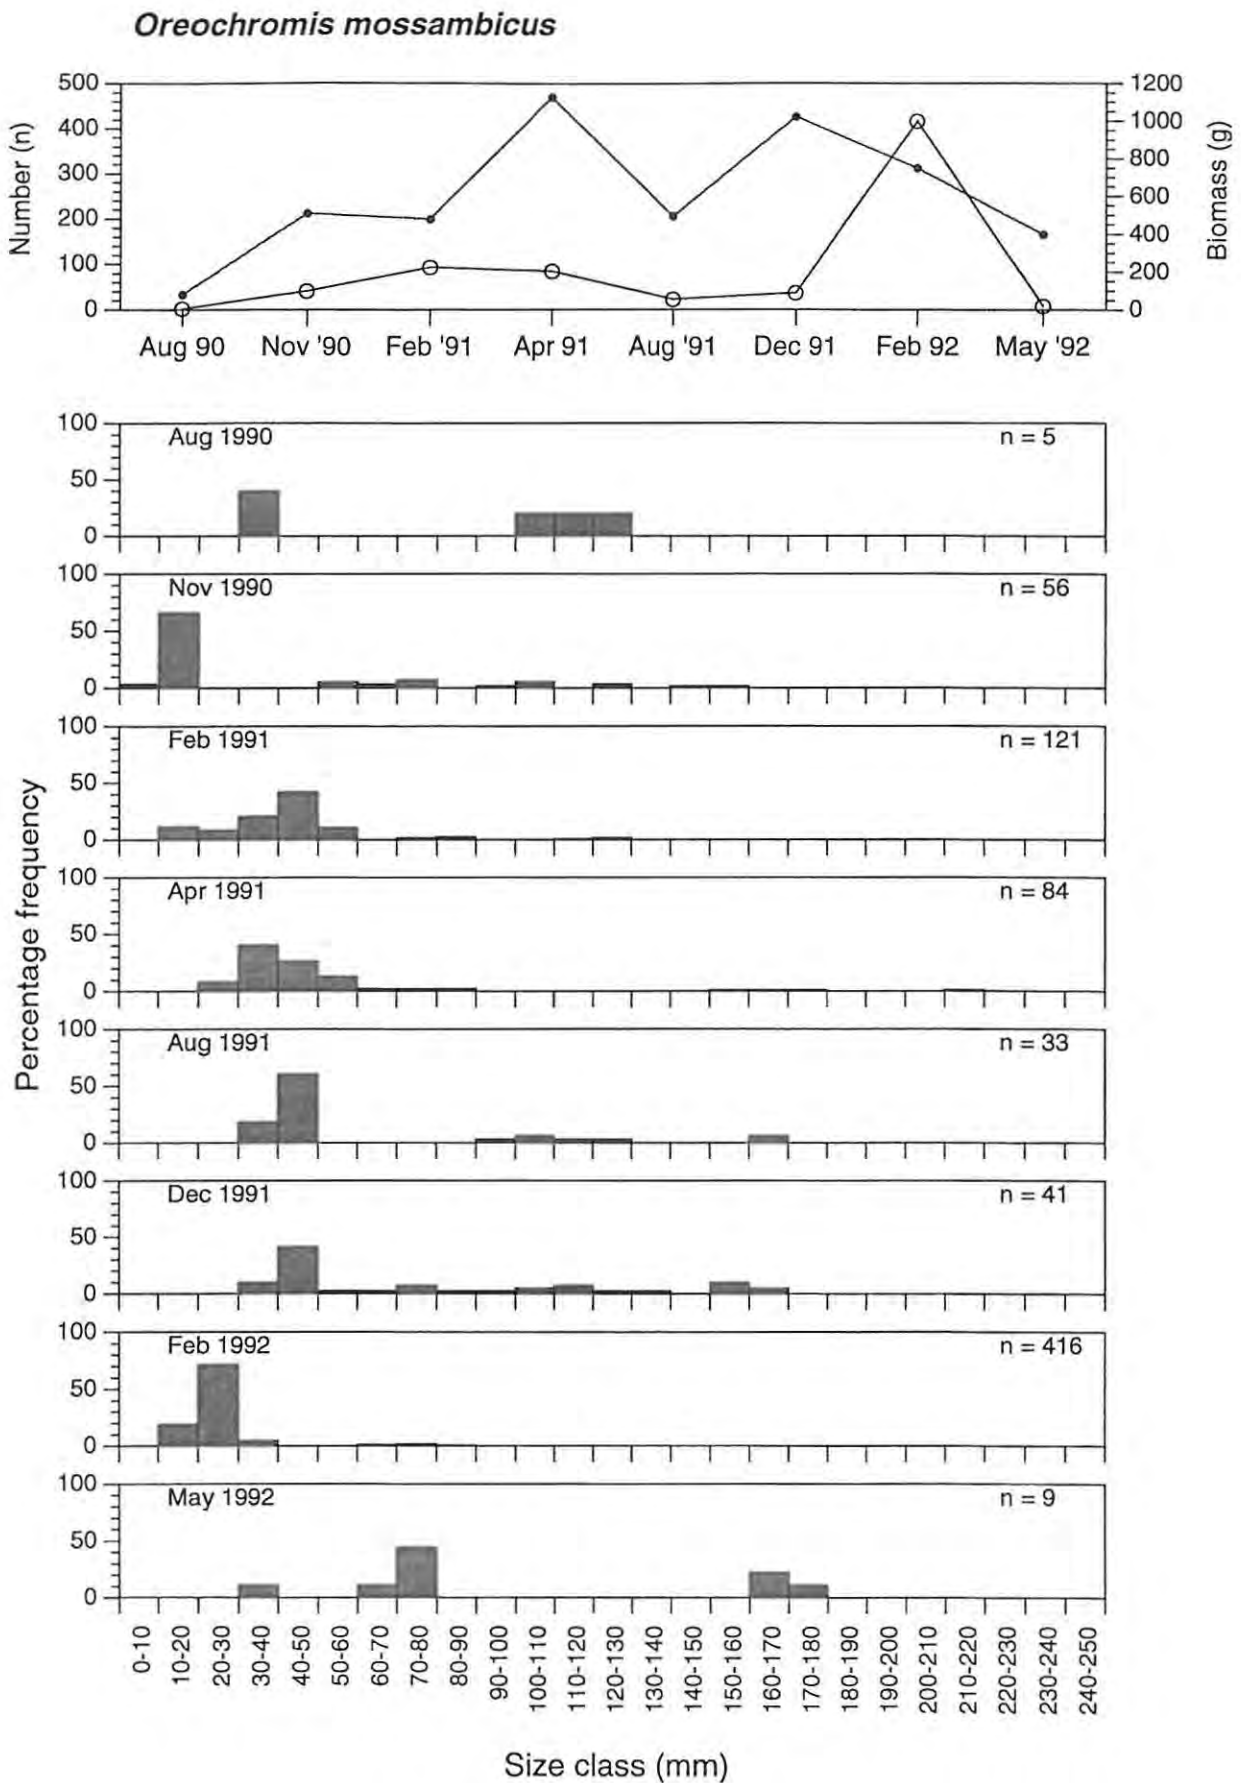 Oreochromis mossambicus
500
400
300
200
100
0
Number (n)
1200
1000
800
600
400
200
0
Biomass (g)
Aug 90 Nov '90 Feb '91 Apr 91 Aug '91 Dec 91 Feb 92 May '92
Percentage frequency
100
50
0
Aug 1990 n = 5
100
50
0
Nov 1990 n = 56
100
50
0
Feb 1991 n = 121
100
50
0
Apr 1991 n = 84
100
50
0
Aug 1991 n = 33
100
50
0
Dec 1991 n = 41
100
50
0
Feb 1992 n = 416
100
50
0
May 1992 n = 9
0-10 10-20 20-30 30-40 40-50 50-60 60-70 70-80 80-90 90-100 100-110 110-120 120-130 130-140 140-150 150-160 160-170 170-180 180-190 190-200 200-210 210-220 220-230 230-240 240-250
Size class (mm)